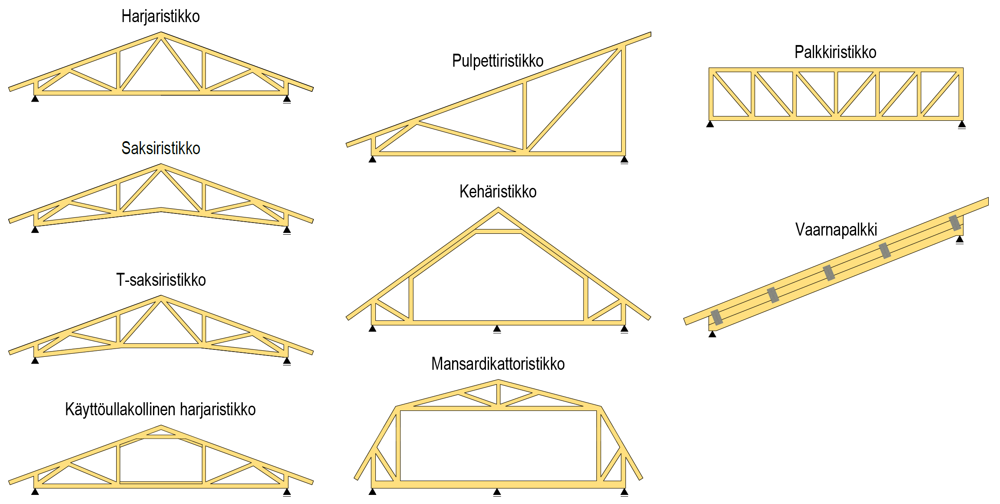 Harjaristikko
Saksiristikko
T-saksiristikko
Käyttöullakollinen harjaristikko
Pulpettiristikko
Kehäristikko
Mansardikattoristikko
Palkkiristikko
Vaarnapalkki